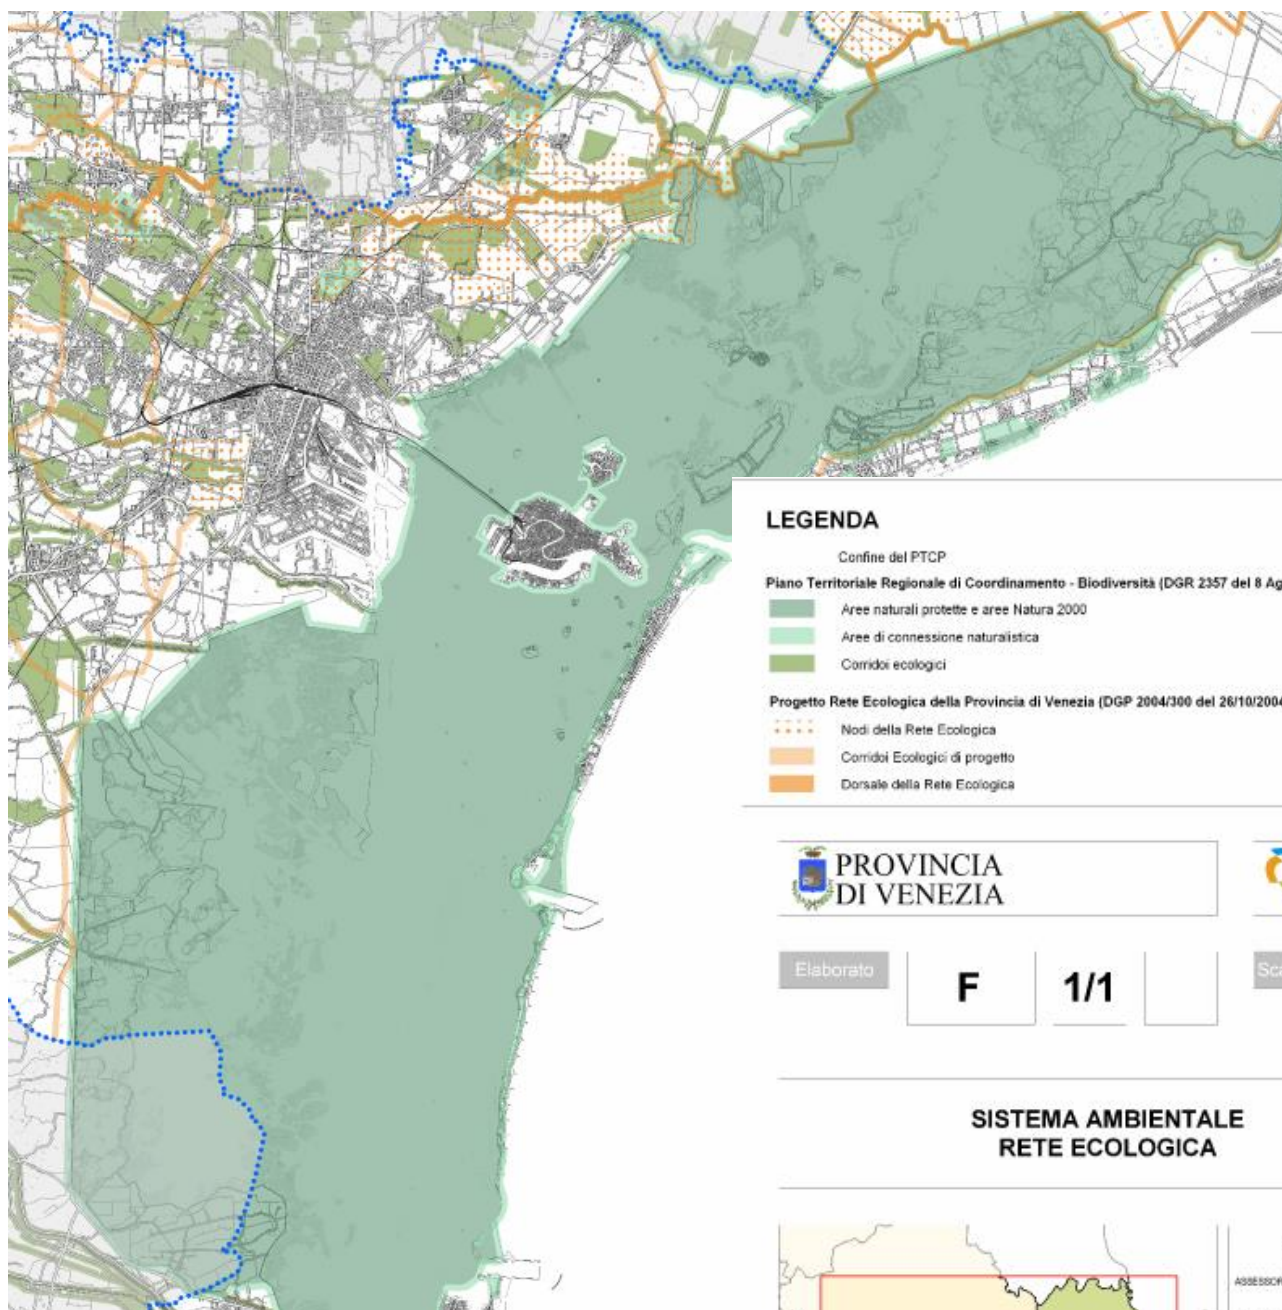 LEGENDA
Confine del PTCP
Piano Territoriale Regionale di Coordinamento - Biodiversità (DGR 2357 del 8 Ag
Aree naturali protette e aree Natura 2000
Aree di connessione naturalistica
Corridoi ecologici
Progetto Rete Ecologica della Provincia di Venezia (DGP 2004/300 del 26/10/2004
Nodi della Rete Ecologica
Corridoi Ecologici di progetto
Dorsale della Rete Ecologica
PROVINCIA
DI VENEZIA
Elaborato
F
1/1
Sca
SISTEMA AMBIENTALE
RETE ECOLOGICA
ASSESSOR